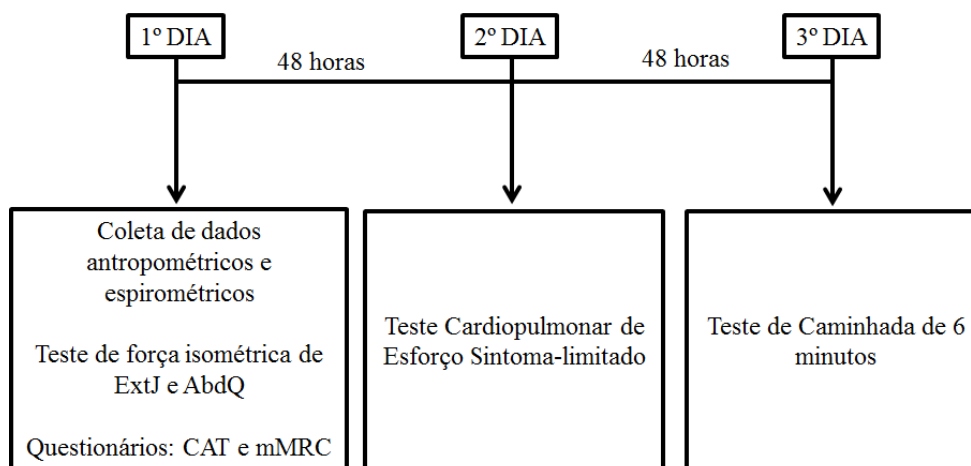 1º DIA
2º DIA
3º DIA
48 horas
48 horas
Coleta de dados
antropométricos e
espirométricos
Teste de força isométrica de
ExtJ e AbdQ
Questionários: CAT e mMRC
Teste Cardiopulmonar de
Esforço Sintoma-limitado
Teste de Caminhada de 6
minutos